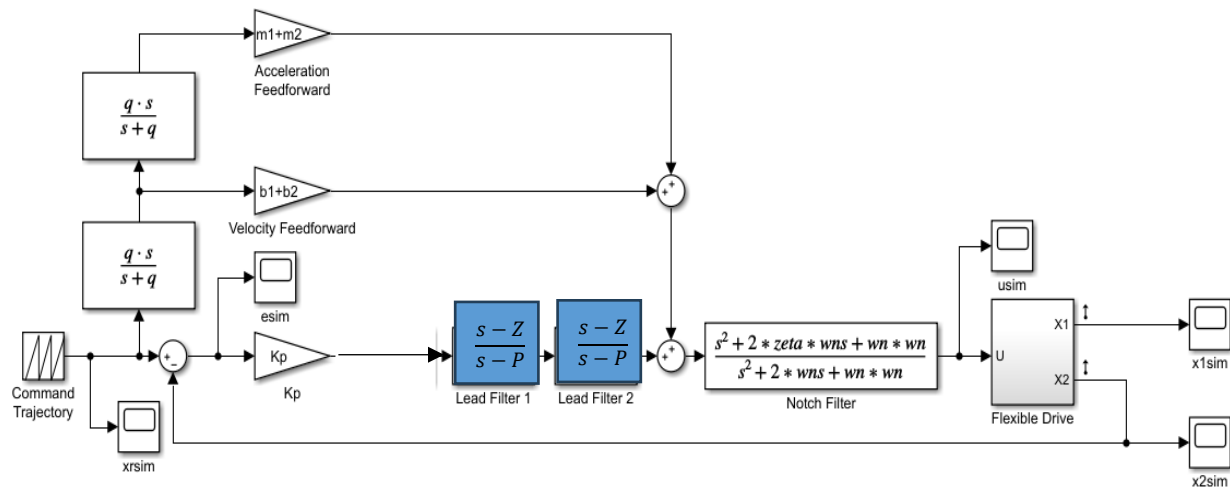 m1+m2
Acceleration
Feedforward
q · s
s + q
b1+b2
Velocity Feedforward
q · s
s + q
esim
usim
Kp
Kp
s − Z
s − P
Lead Filter 1
s − Z
s − P
Lead Filter 2
s² + 2 * zeta * wns + wn * wn
s² + 2 * wns + wn * wn
Notch Filter
U
X1
X2
Flexible Drive
x1sim
Command
Trajectory
xrsim
x2sim
+
−
+
+
+
+